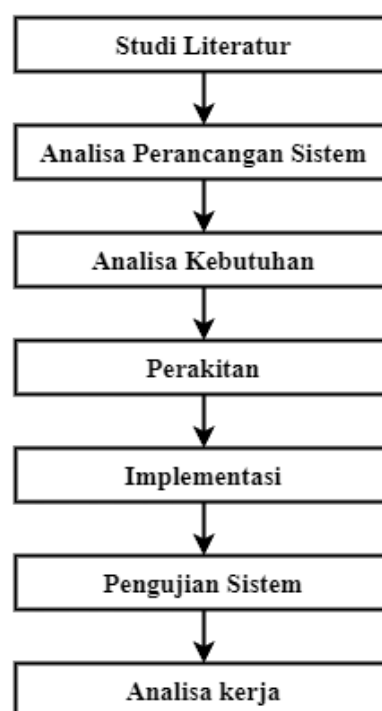 Studi Literatur
Analisa Perancangan Sistem
Analisa Kebutuhan
Perakitan
Implementasi
Pengujian Sistem
Analisa kerja